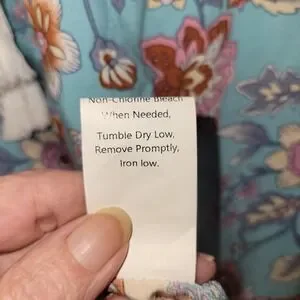 Non-Chlorine Bleach
When Needed,
Tumble Dry Low,
Remove Promptly,
Iron low.